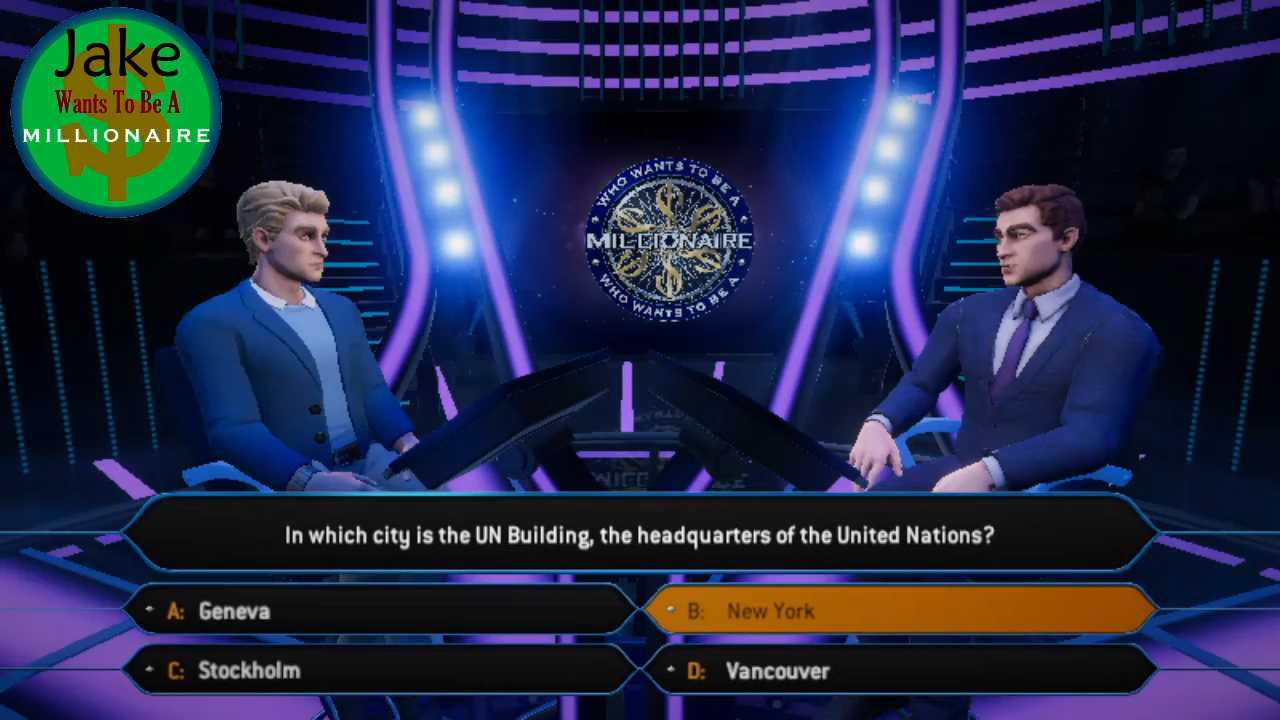 Jake
Wants To Be A
MILLIONAIRE
WHO WANTS TO BE A
MILLIONAIRE
WHO WANTS TO BE A
In which city is the UN Building, the headquarters of the United Nations?
A: Geneva
B: New York
C: Stockholm
D: Vancouver